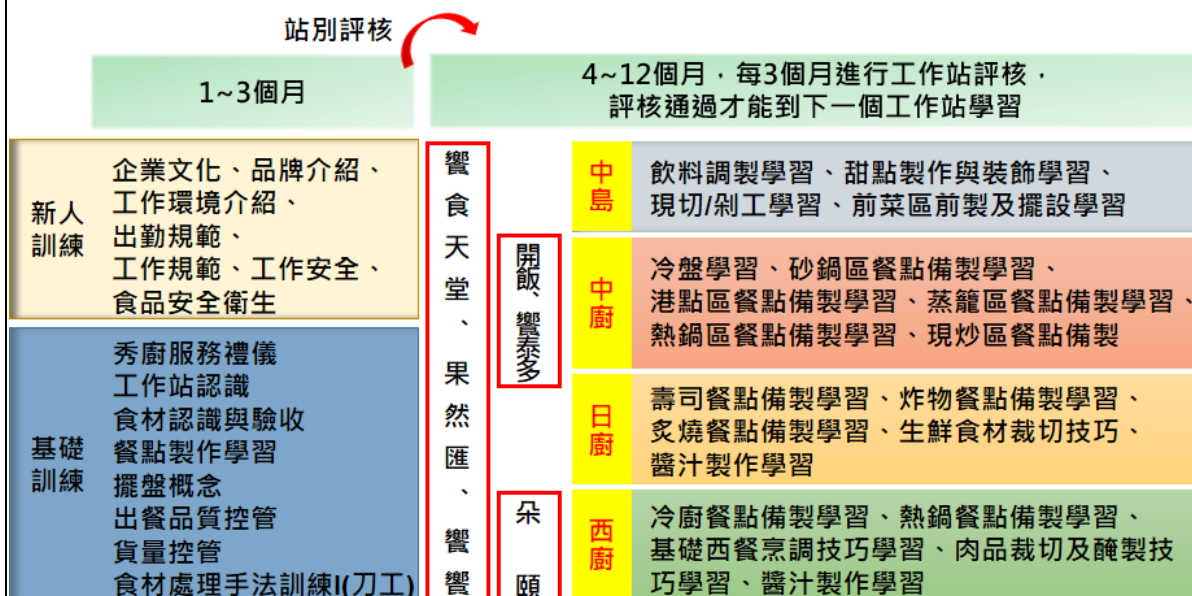 站別評核
1~3個月
4~12個月，每3個月進行工作站評核，
評核通過才能到下一個工作站學習
新人
訓練
企業文化、品牌介紹、
工作環境介紹、
出勤規範、
工作規範、工作安全、
食品安全衛生
基礎
訓練
秀廚服務禮儀
工作站認識
食材認識與驗收
餐點製作學習
擺盤概念
出餐品質控管
貨量控管
食材處理手法訓練I(刀工)
饗食天堂、果然匯、饗饗
開飯、饗泰多
朵頤
中島
飲料調製學習、甜點製作與裝飾學習、
現切/剁工學習、前菜區前製及擺設學習
中廚
冷盤學習、砂鍋區餐點備製學習、
港點區餐點備製學習、蒸籠區餐點備製學習、
熱鍋區餐點備製學習、現炒區餐點備製
日廚
壽司餐點備製學習、炸物餐點備製學習、
炙燒餐點備製學習、生鮮食材裁切技巧、
醬汁製作學習
西廚
冷廚餐點備製學習、熱鍋餐點備製學習、
基礎西餐烹調技巧學習、肉品裁切及醃製技
巧學習、醬汁製作學習